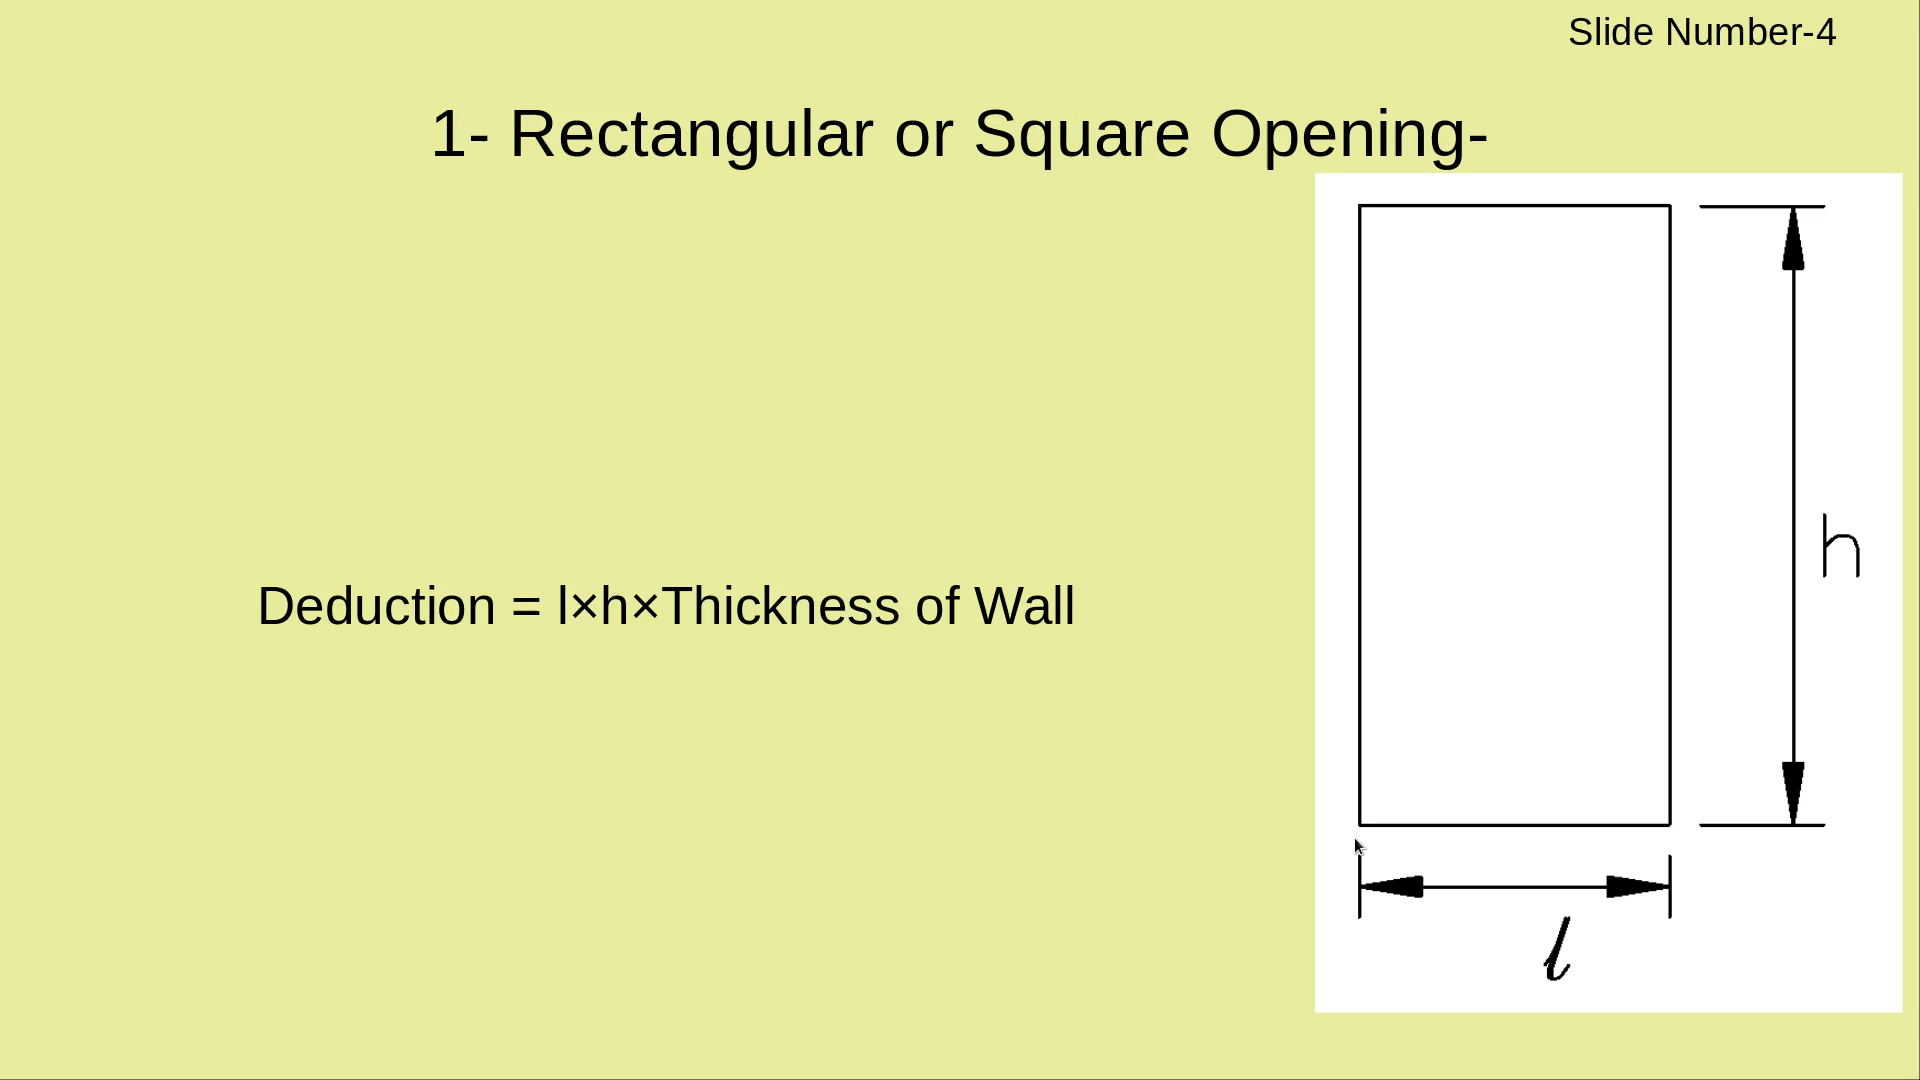 Slide Number-4
1- Rectangular or Square Opening-
Deduction = l×h×Thickness of Wall
h
l